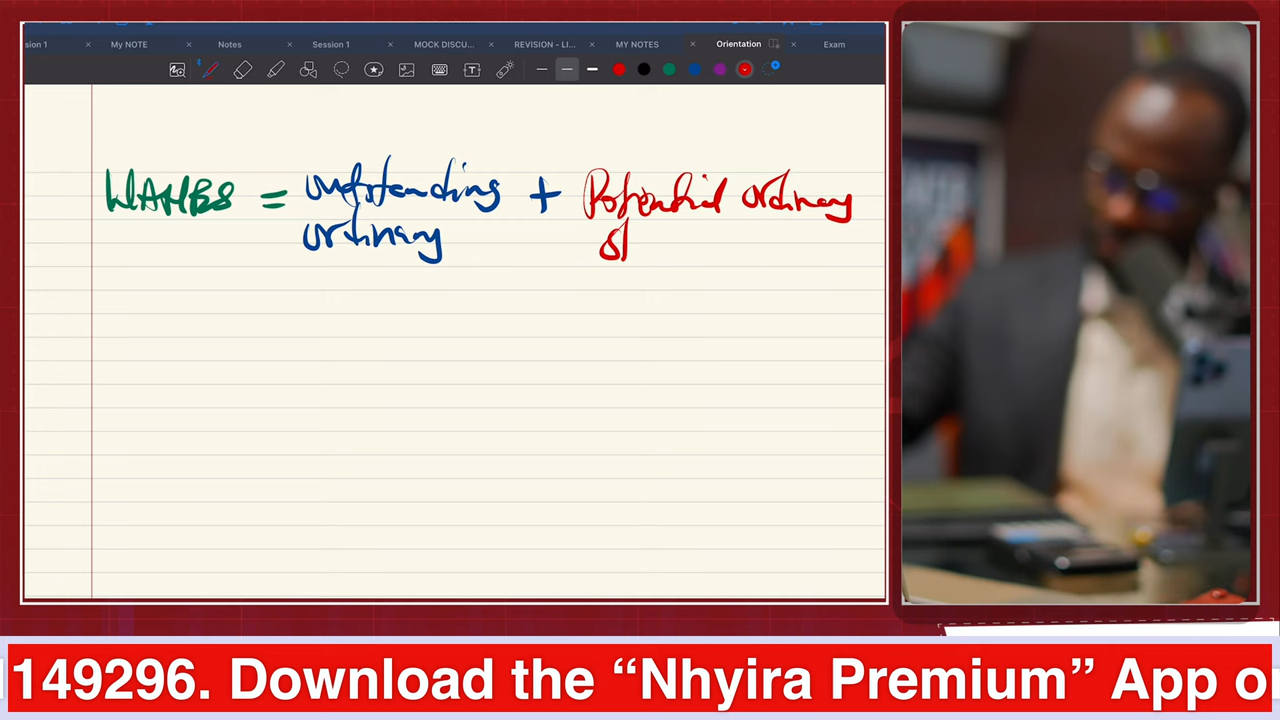 sion 1 My NOTE Notes Session 1 MOCK DISCU... REVISION - LI... MY NOTES Orientation Exam
= outstanding + Potential ordinary
ordinary
149296. Download the “Nhyira Premium” App o